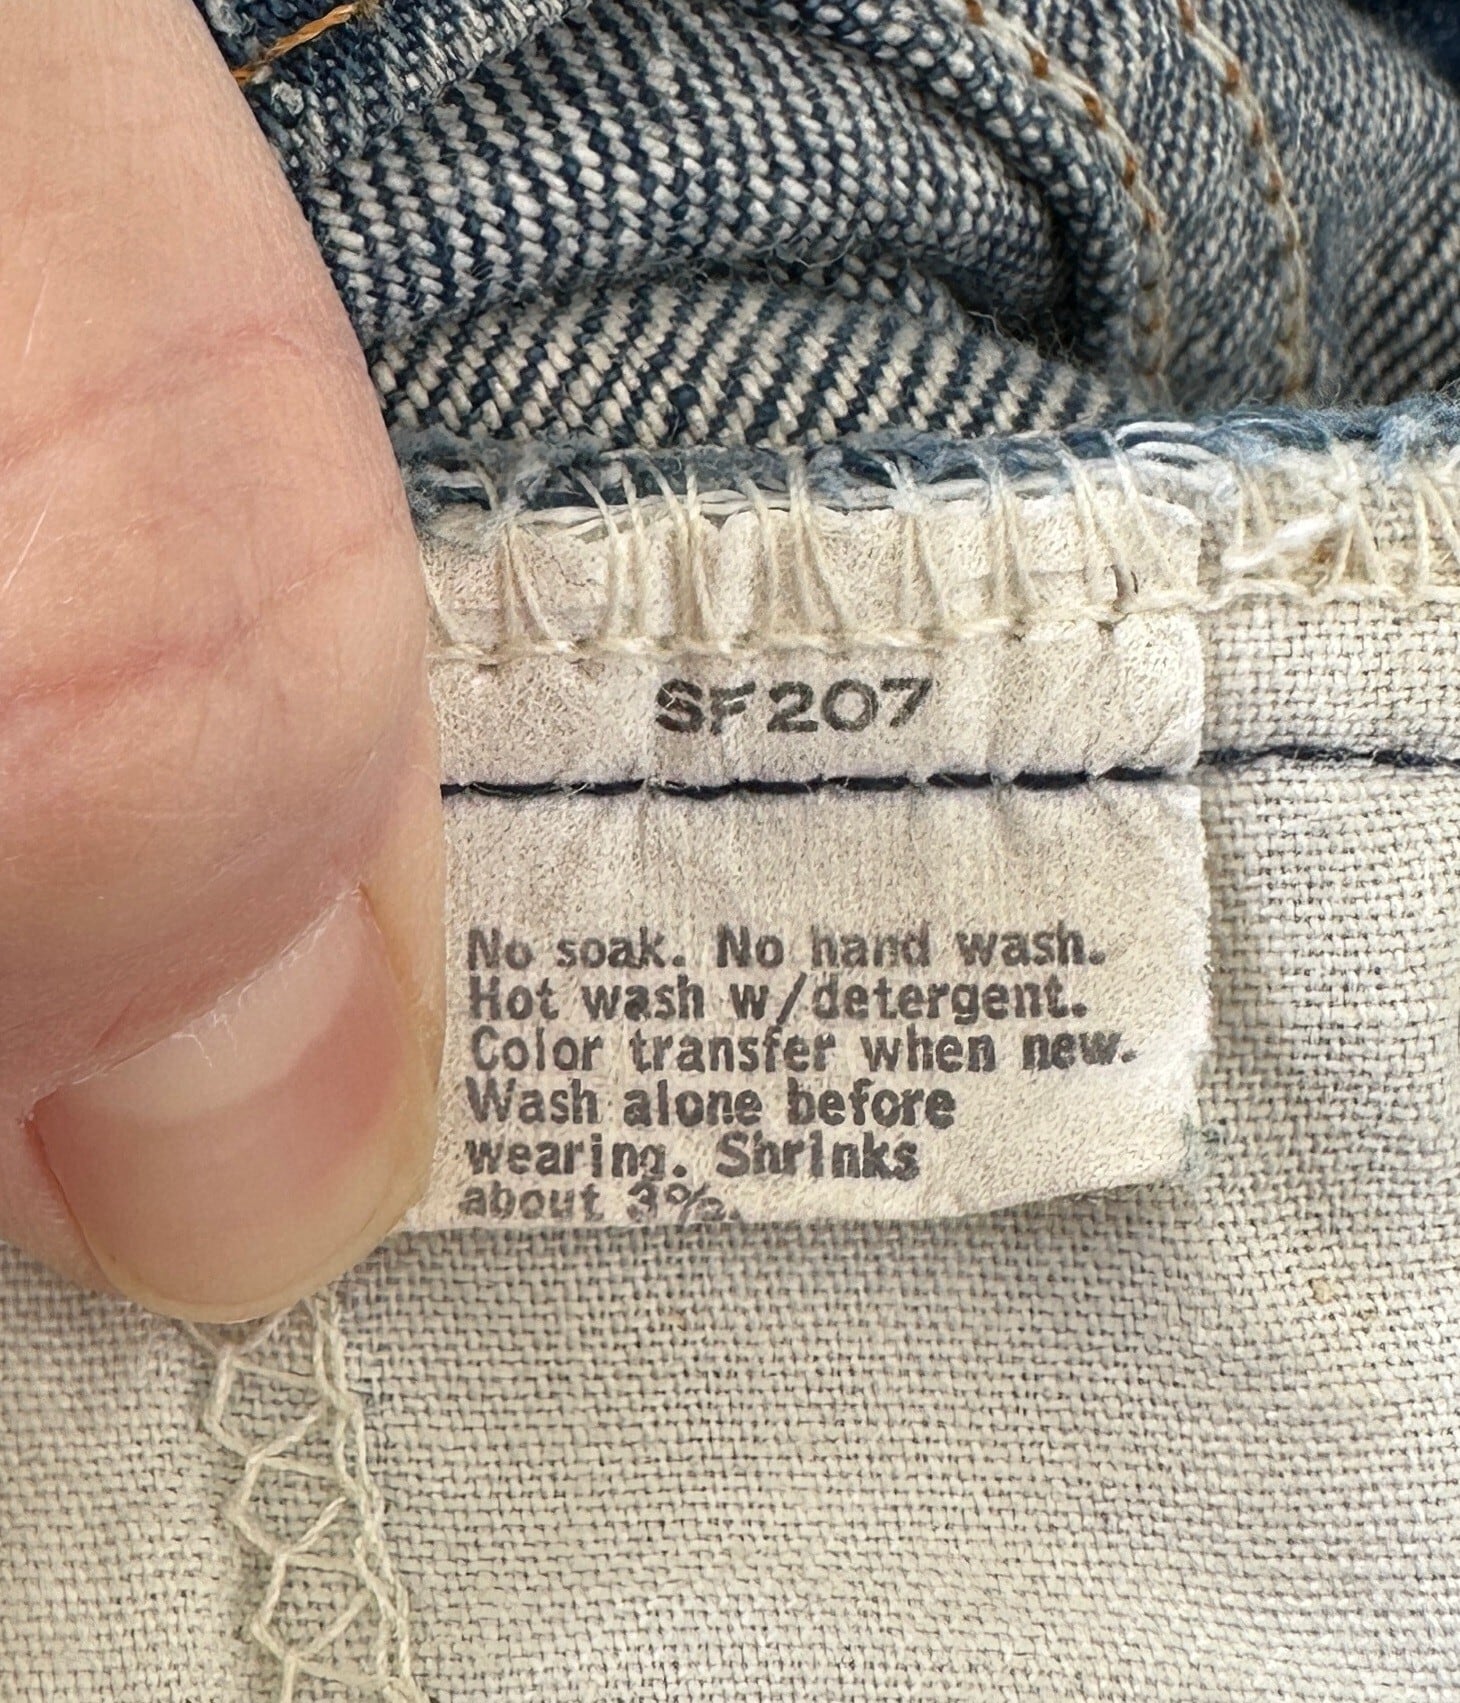 SF207
No soak. No hand wash.
Hot wash w/detergent.
Color transfer when new.
Wash alone before
wearing. Shrinks
about 3%.